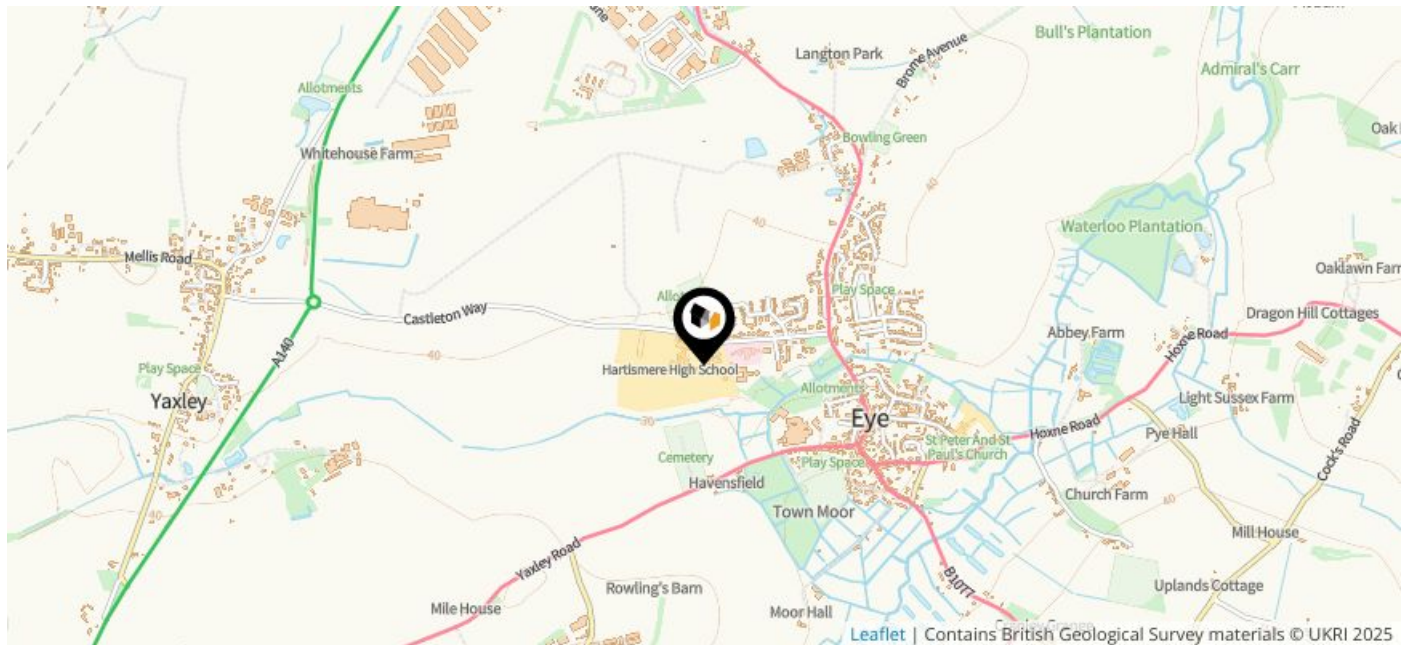 Langton Park
Brome Avenue
Bull's Plantation
Admiral's Carr
Allotments
Whitehouse Farm
Bowling Green
Oak
Waterloo Plantation
Mellis Road
Oaklawn Farm
Castleton Way
Play Space
Dragon Hill Cottages
Abbey Farm
Hoxne Road
A140
Hartismere High School
Play Space
Yaxley
Allotments
Light Sussex Farm
Eye
Hoxne Road
Pye Hall
St Peter And St
Paul's Church
Cock's Road
Cemetery
Play Space
Havensfield
Church Farm
Town Moor
Mill House
Yaxley Road
B1077
Rowling's Barn
Uplands Cottage
Mile House
Moor Hall
40
40
40
30
40
40
Leaflet | Contains British Geological Survey materials © UKRI 2025